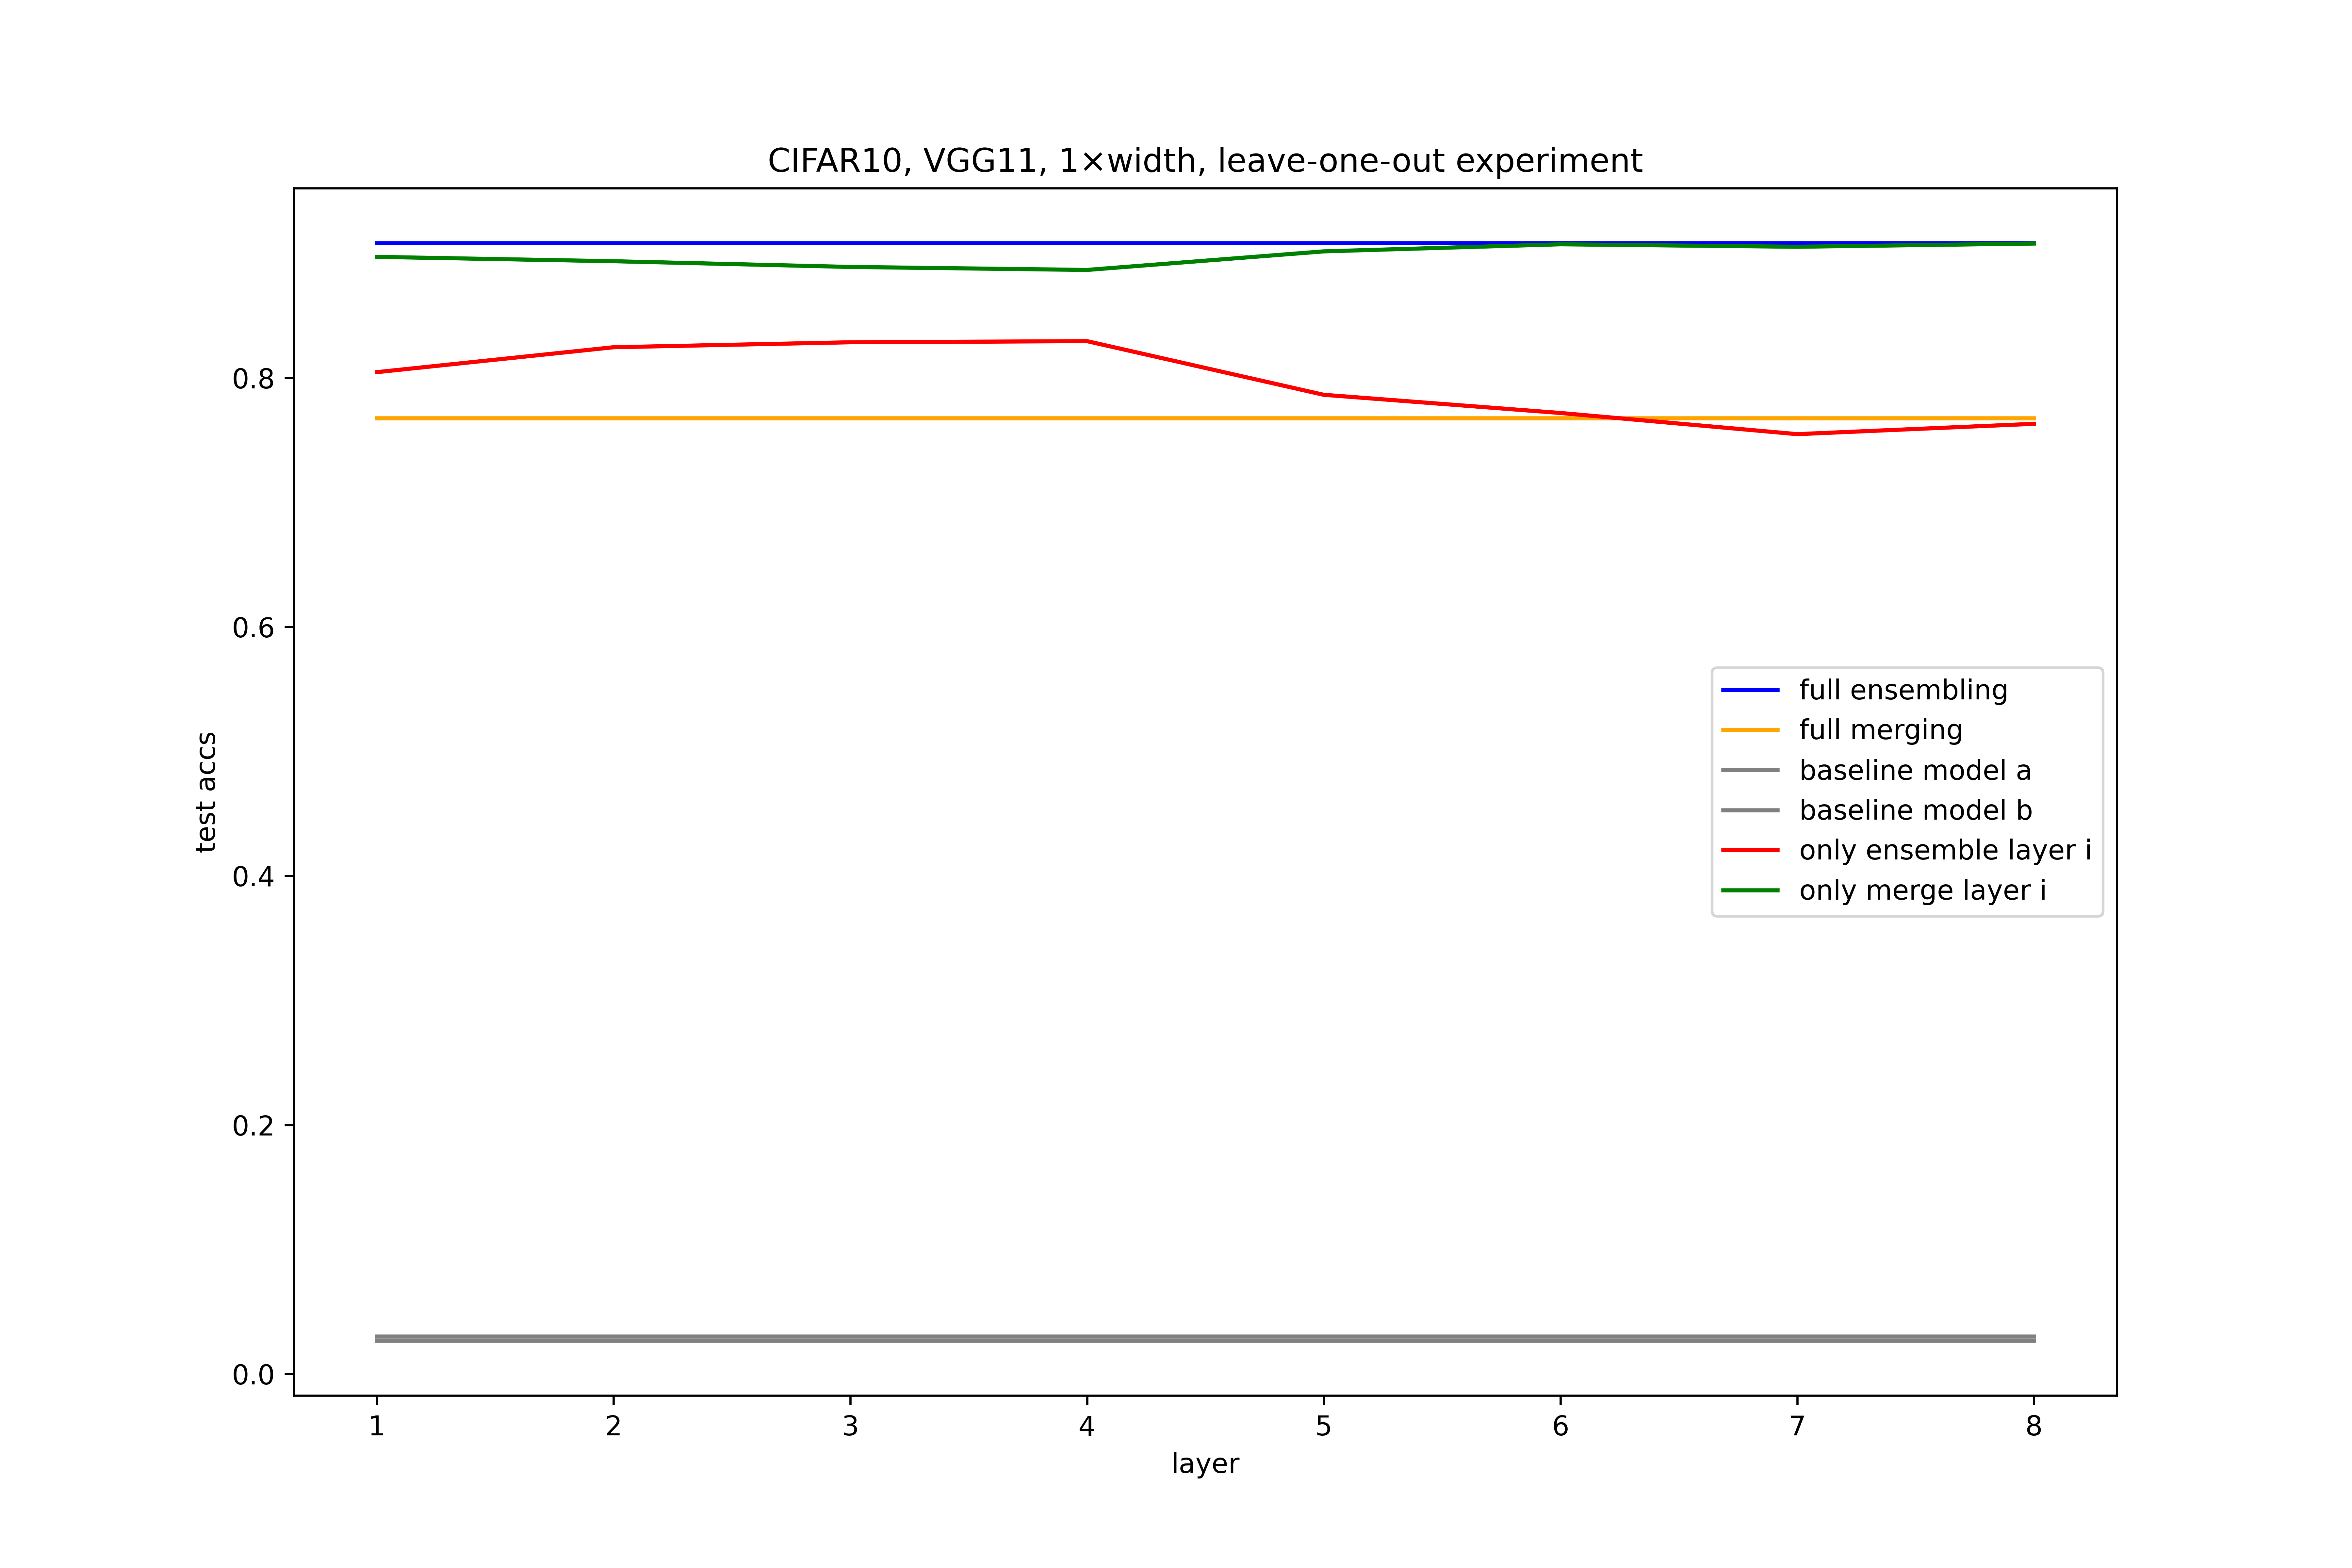 CIFAR10, VGG11, 1×width, leave-one-out experiment
0.8
0.6
0.4
0.2
0.0
test accs
full ensembling
full merging
baseline model a
baseline model b
only ensemble layer i
only merge layer i
1 2 3 4 5 6 7 8
layer